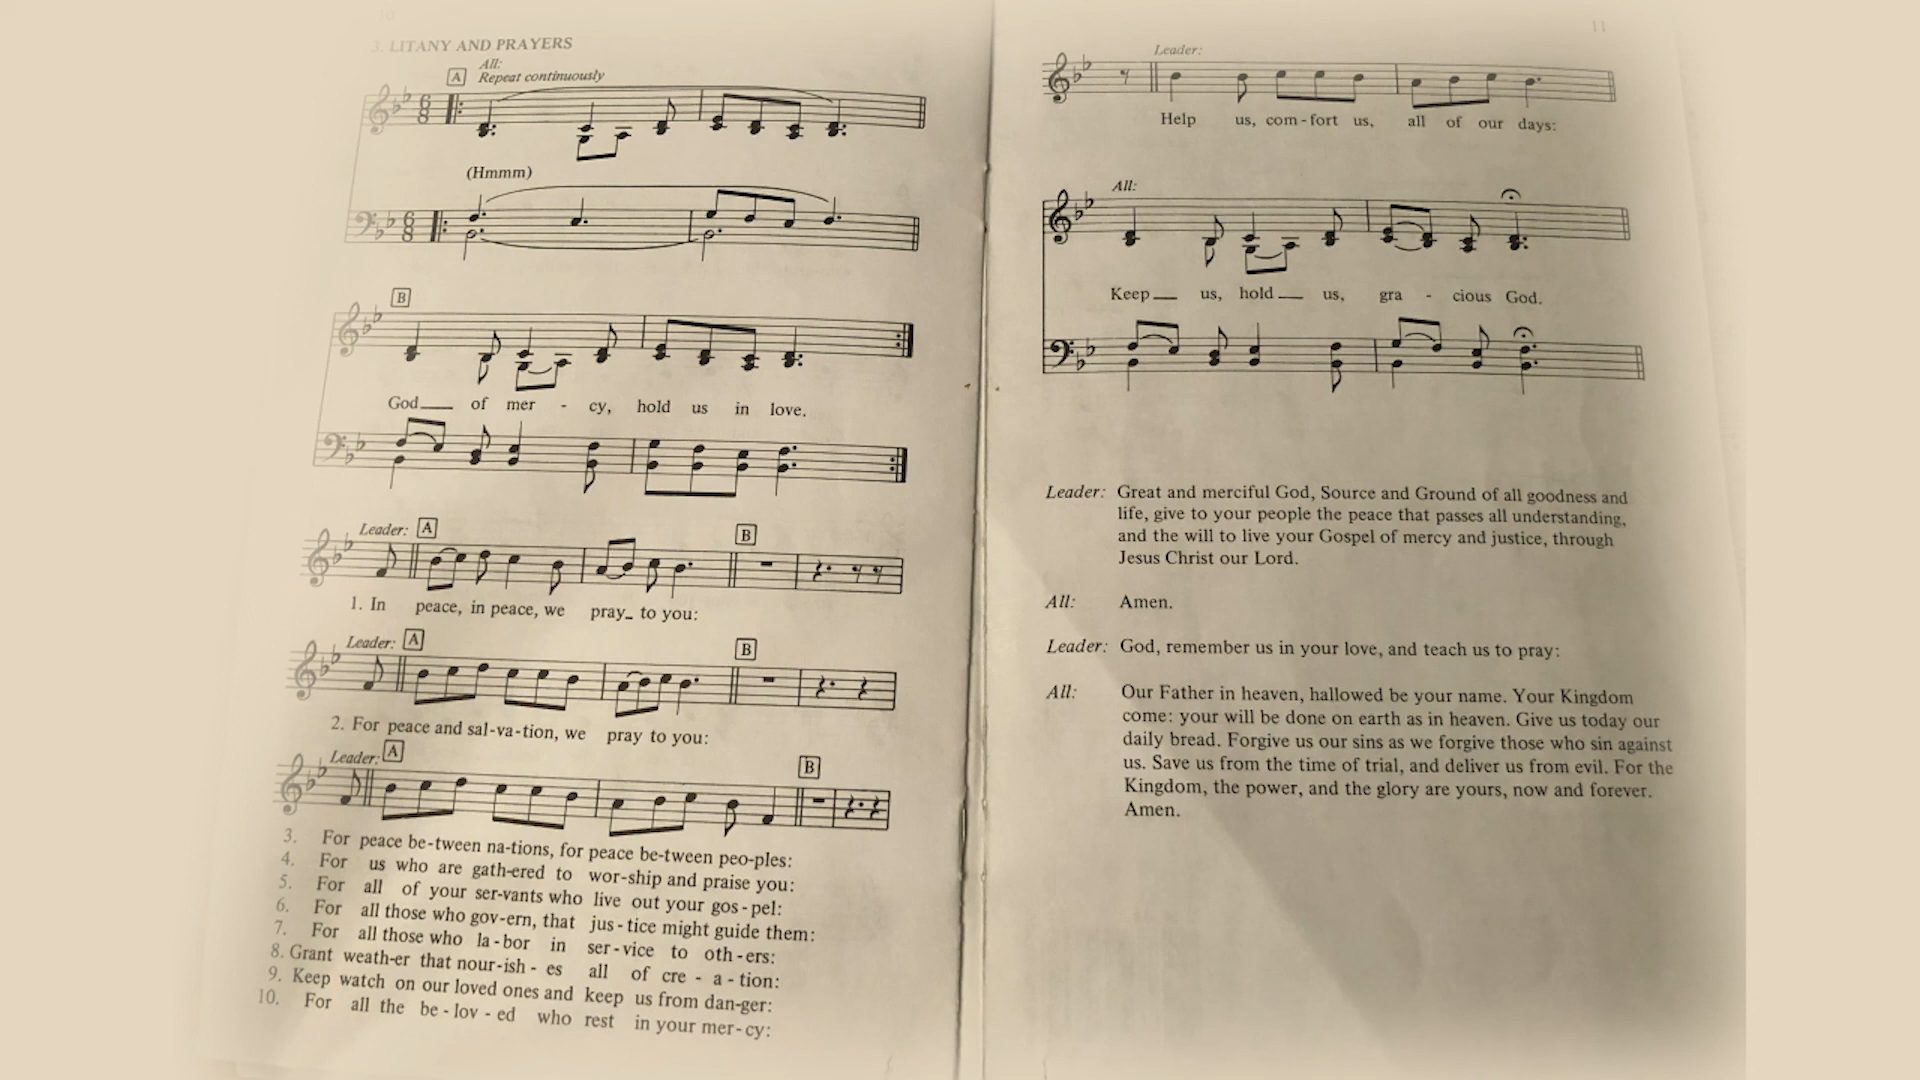 3. LITANY AND PRAYERS
All:
A Repeat continuously
(Hmmm)
B
God___ of mer - cy, hold us in love.
Leader: A B
1. In peace, in peace, we pray_ to you:
Leader: A B
2. For peace and sal-va-tion, we pray to you:
Leader: A B
3. For peace be-tween na-tions, for peace be-tween peo-ples:
4. For us who are gath-ered to wor-ship and praise you:
5. For all of your ser-vants who live out your gos-pel:
6. For all those who gov-ern, that jus-tice might guide them:
7. For all those who la-bor in ser-vice to oth-ers:
8. Grant weath-er that nour-ish-es all of cre-a-tion:
9. Keep watch on our loved ones and keep us from dan-ger:
10. For all the be-lov-ed who rest in your mer-cy:
11
Leader:
Help us, com-fort us, all of our days:
All:
Keep___ us, hold___ us, gra - cious God.
Leader: Great and merciful God, Source and Ground of all goodness and
life, give to your people the peace that passes all understanding,
and the will to live your Gospel of mercy and justice, through
Jesus Christ our Lord.
All: Amen.
Leader: God, remember us in your love, and teach us to pray:
All: Our Father in heaven, hallowed be your name. Your Kingdom
come: your will be done on earth as in heaven. Give us today our
daily bread. Forgive us our sins as we forgive those who sin against
us. Save us from the time of trial, and deliver us from evil. For the
Kingdom, the power, and the glory are yours, now and forever.
Amen.